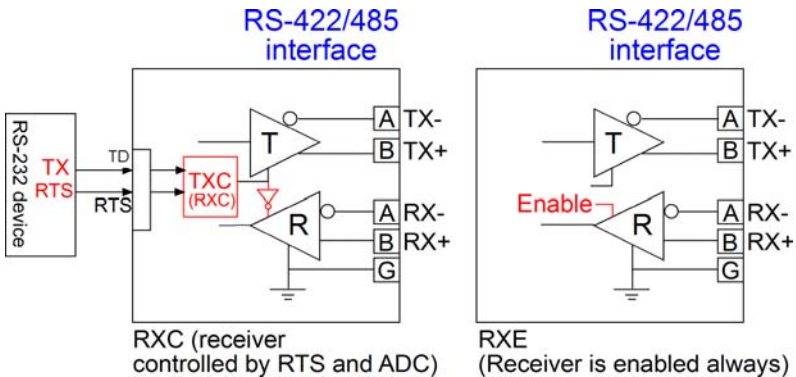 RS-422/485
interface
RS-232 device
TX
RTS
TD
RTS
TXC
(RXC)
T
R
A TX-
B TX+
A RX-
B RX+
G
RXC (receiver
controlled by RTS and ADC)
RS-422/485
interface
T
Enable
R
A TX-
B TX+
A RX-
B RX+
G
RXE
(Receiver is enabled always)